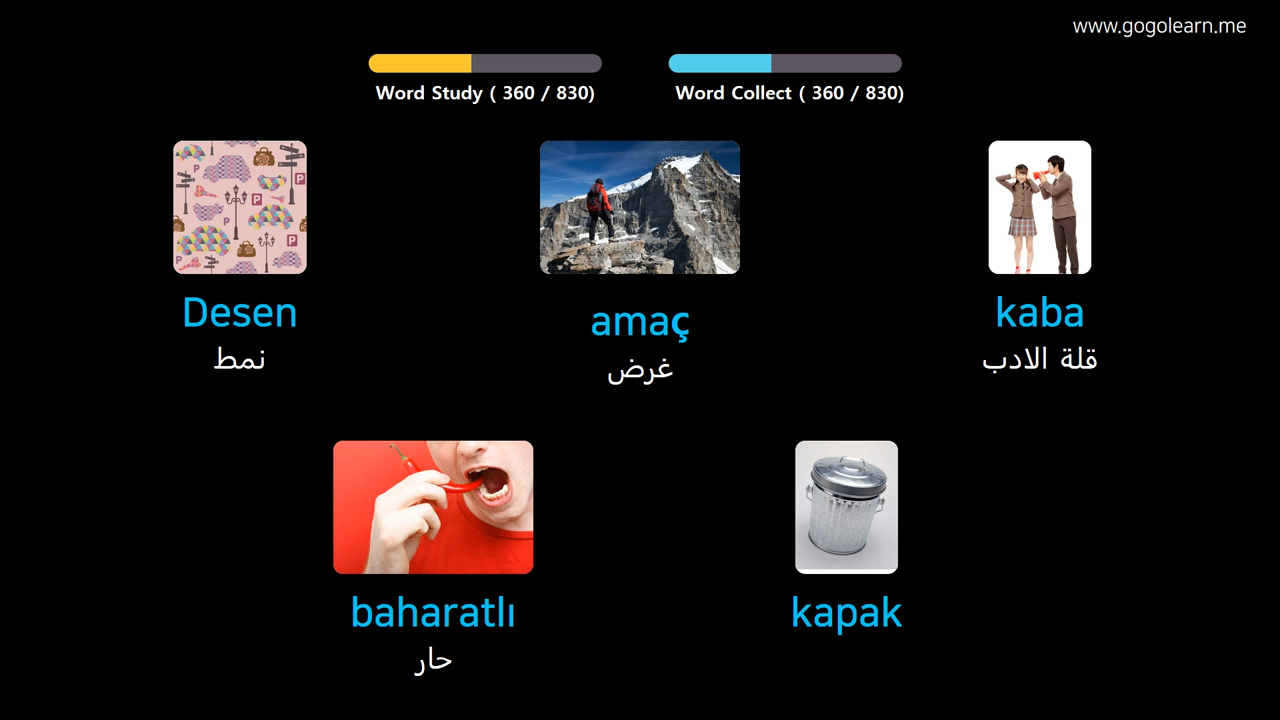 www.gogolearn.me
Word Study ( 360 / 830)
Word Collect ( 360 / 830)
Desen
نمط
amaç
غرض
kaba
قلة الادب
baharatlı
حار
kapak